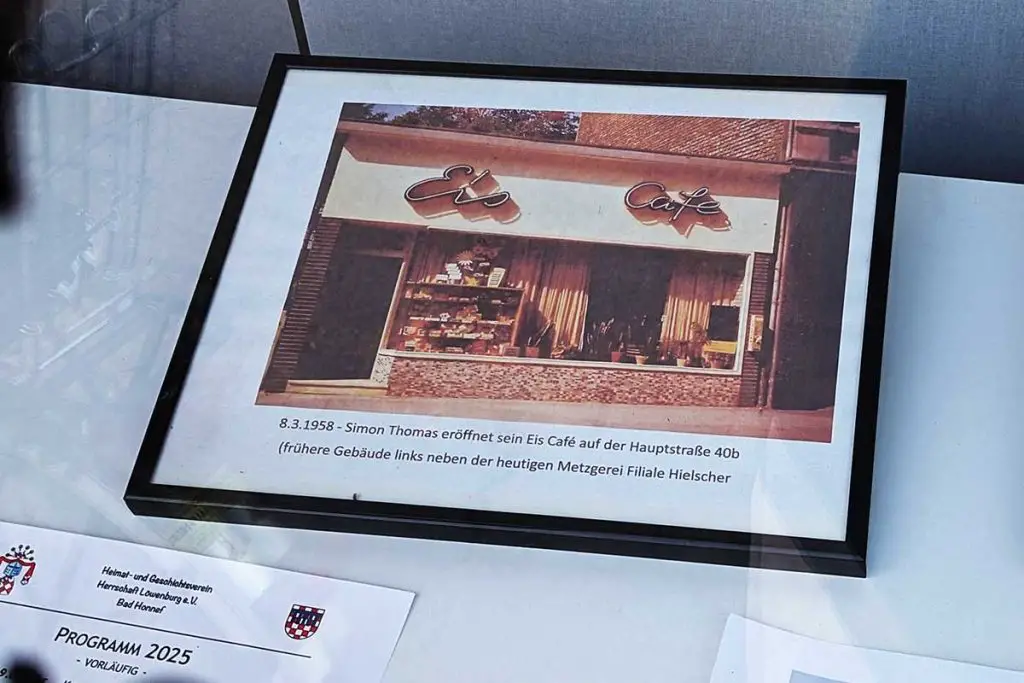 Eis Café
8.3.1958 - Simon Thomas eröffnet sein Eis Café auf der Hauptstraße 40b
(frühere Gebäude links neben der heutigen Metzgerei Filiale Hielscher
Heimat- und Geschichtsverein
Herrschaft Löwenburg e.V.
Bad Honnef
PROGRAMM 2025
- VORLÄUFIG -